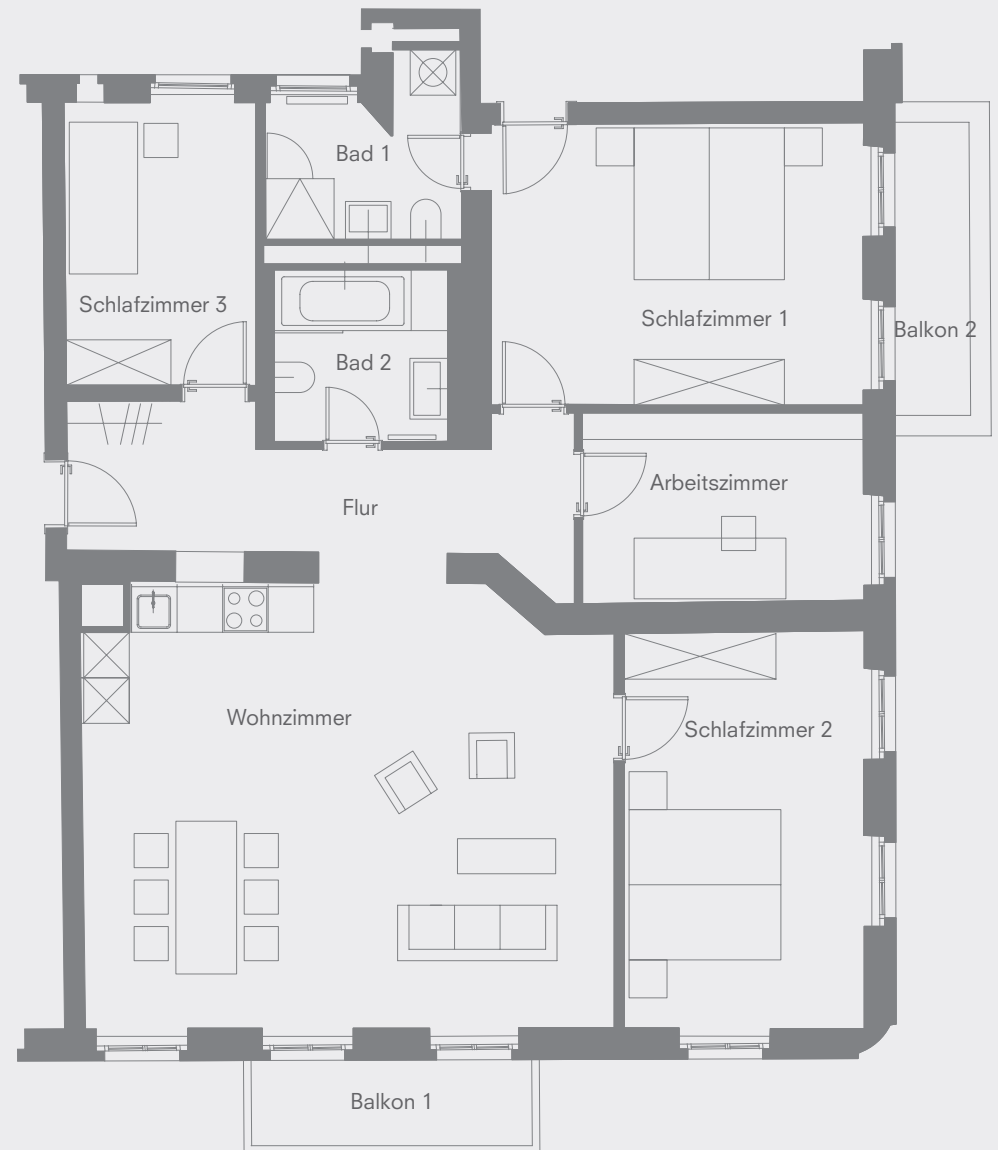 Bad 1
Schlafzimmer 3
Schlafzimmer 1
Balkon 2
Bad 2
Arbeitszimmer
Flur
Wohnzimmer
Schlafzimmer 2
Balkon 1